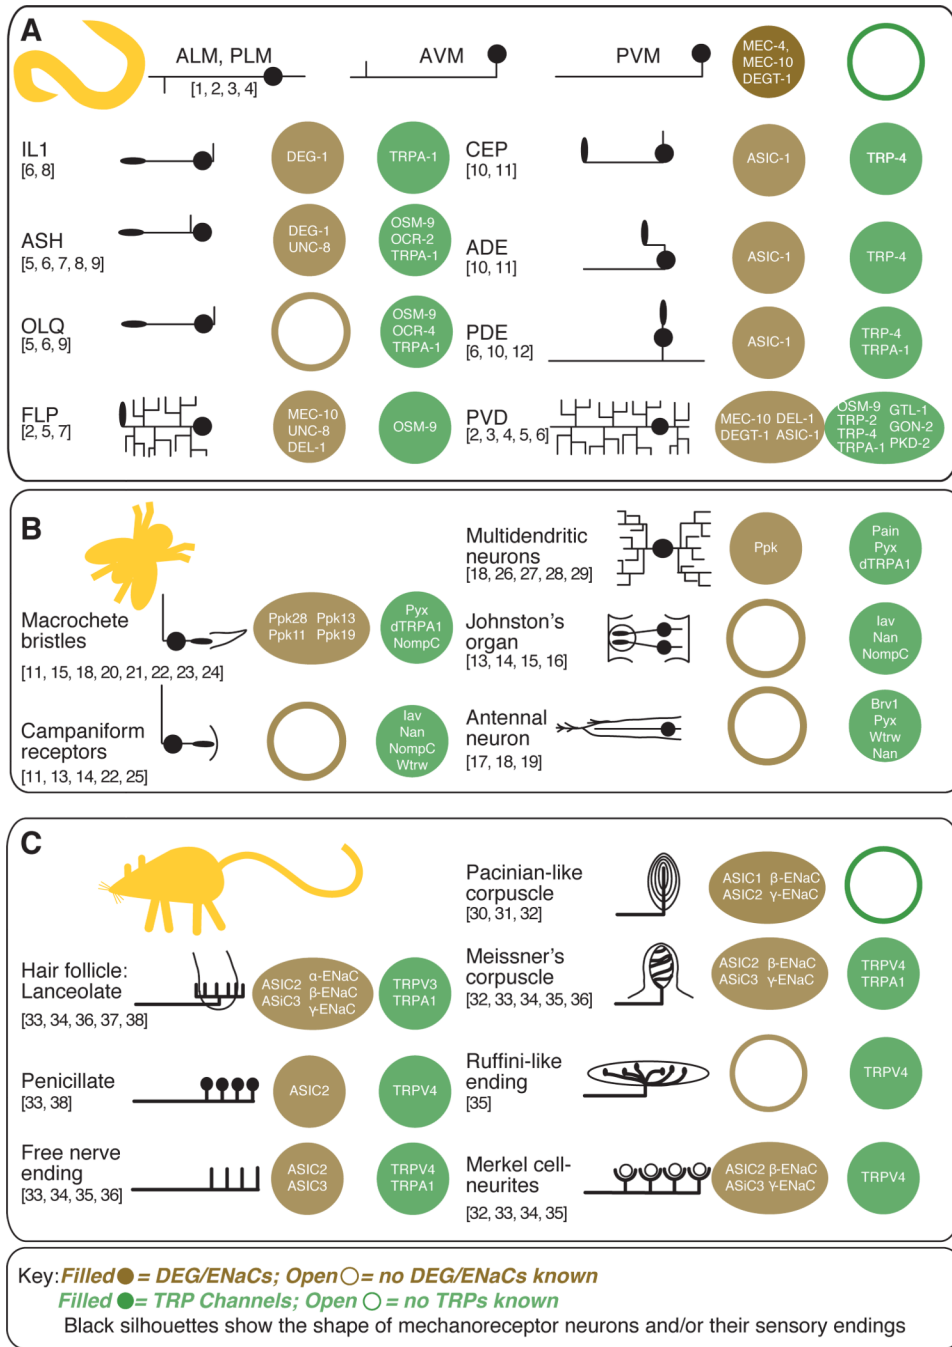 A
ALM, PLM
[1, 2, 3, 4]
AVM
PVM
MEC-4,
MEC-10
DEGT-1
IL1
[6, 8]
DEG-1
TRPA-1
CEP
[10, 11]
ASIC-1
TRP-4
ASH
[5, 6, 7, 8, 9]
DEG-1
UNC-8
OSM-9
OCR-2
TRPA-1
ADE
[10, 11]
ASIC-1
TRP-4
OLQ
[5, 6, 9]
OSM-9
OCR-4
TRPA-1
PDE
[6, 10, 12]
ASIC-1
TRP-4
TRPA-1
FLP
[2, 5, 7]
MEC-10
UNC-8
DEL-1
OSM-9
PVD
[2, 3, 4, 5, 6]
MEC-10 DEL-1
DEGT-1 ASIC-1
OSM-9
TRP-2
TRP-4
TRPA-1
GTL-1
GON-2
PKD-2
B
Macrochete
bristles
[11, 15, 18, 20, 21, 22, 23, 24]
Ppk28 Ppk13
Ppk11 Ppk19
Pyx
dTRPA1
NompC
Campaniform
receptors
[11, 13, 14, 22, 25]
Iav
Nan
NompC
Wtrw
Multidendritic
neurons
[18, 26, 27, 28, 29]
Ppk
Pain
Pyx
dTRPA1
Johnston's
organ
[13, 14, 15, 16]
Iav
Nan
NompC
Antennal
neuron
[17, 18, 19]
Brv1
Pyx
Wtrw
Nan
C
Hair follicle:
Lanceolate
[33, 34, 36, 37, 38]
ASIC2
ASiC3
α-ENaC
β-ENaC
γ-ENaC
TRPV3
TRPA1
Penicillate
[33, 38]
ASIC2
TRPV4
Free nerve
ending
[33, 34, 35, 36]
ASIC2
ASIC3
TRPV4
TRPA1
Pacinian-like
corpuscle
[30, 31, 32]
ASIC1 β-ENaC
ASIC2 γ-ENaC
Meissner's
corpuscle
[32, 33, 34, 35, 36]
ASIC2 β-ENaC
ASiC3 γ-ENaC
TRPV4
TRPA1
Ruffini-like
ending
[35]
TRPV4
Merkel cell-
neurites
[32, 33, 34, 35]
ASIC2 β-ENaC
ASiC3 γ-ENaC
TRPV4
Key: Filled = DEG/ENaCs; Open = no DEG/ENaCs known
Filled = TRP Channels; Open = no TRPs known
Black silhouettes show the shape of mechanoreceptor neurons and/or their sensory endings